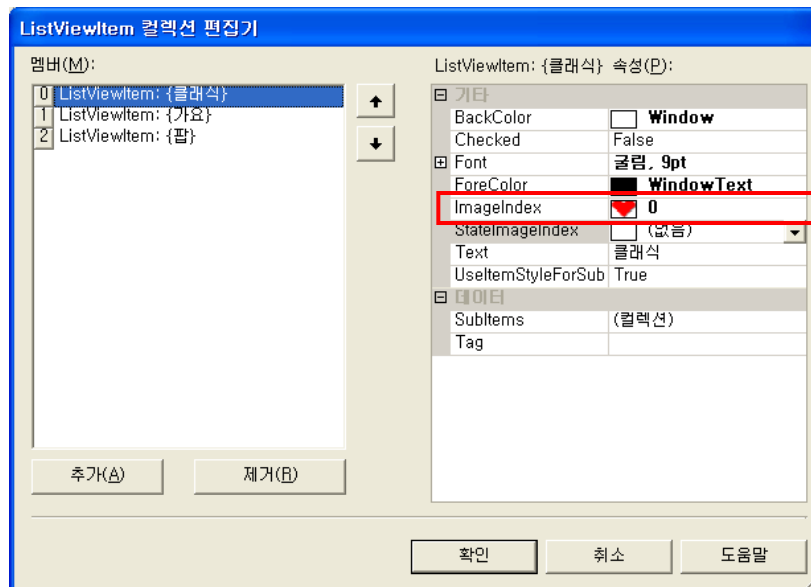 ListViewItem 컬렉션 편집기
멤버(M):
0 ListViewItem: {클래식}
1 ListViewItem: {가요}
2 ListViewItem: {팝}
추가(A)
제거(R)
ListViewItem: {클래식} 속성(P):
기타
BackColor Window
Checked False
Font 굴림, 9pt
ForeColor WindowText
ImageIndex 0
StateImageIndex (없음)
Text 클래식
UseItemStyleForSub True
데이터
SubItems (컬렉션)
Tag
확인
취소
도움말